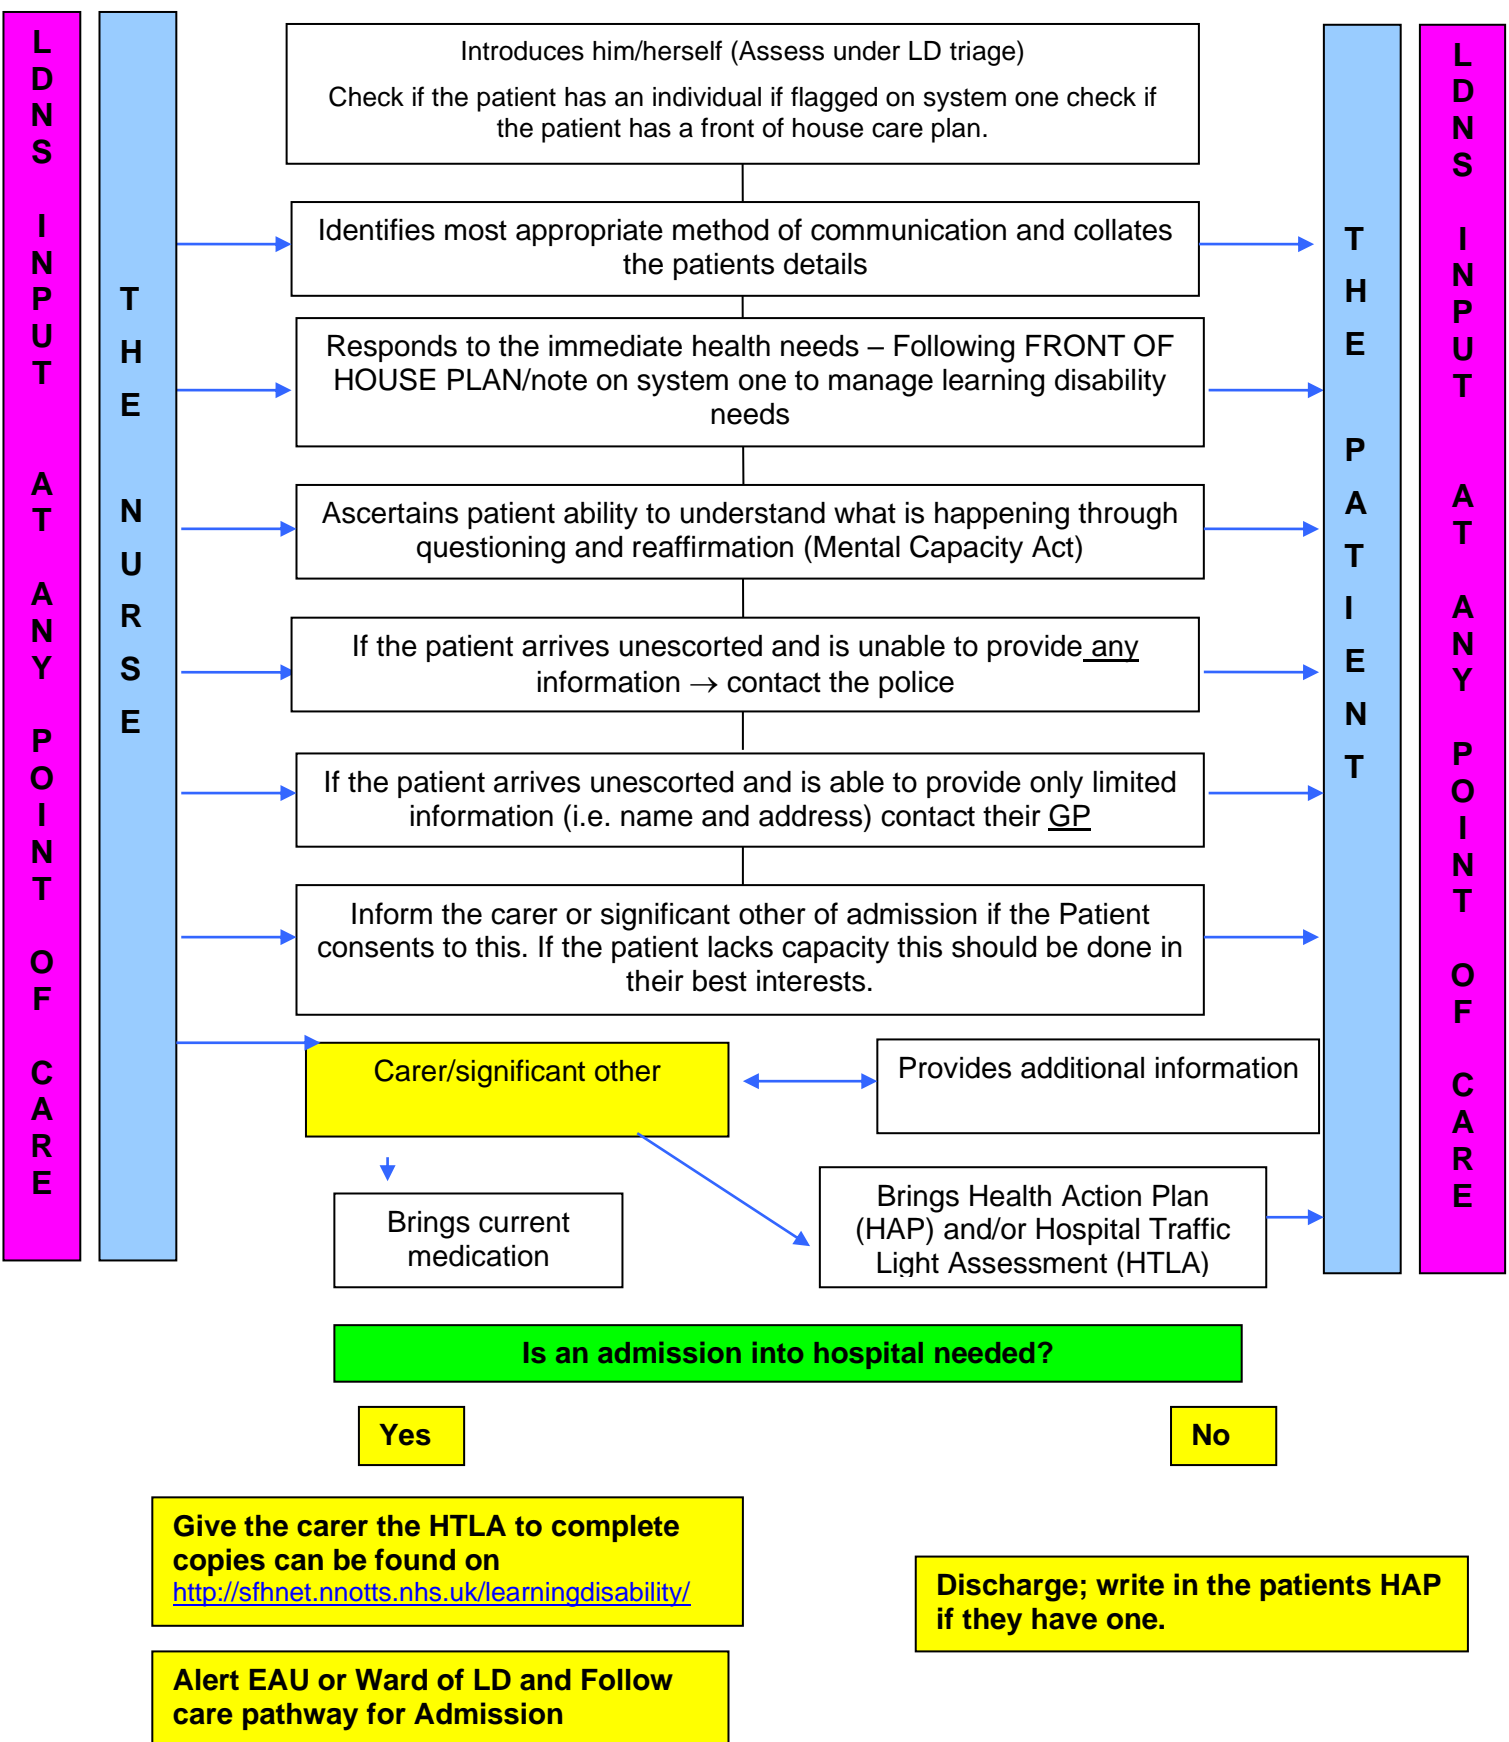 LDNS INPUT AT ANY POINT OF CARE
THE NURSE
Introduces him/herself (Assess under LD triage)
Check if the patient has an individual if flagged on system one check if
the patient has a front of house care plan.
Identifies most appropriate method of communication and collates
the patients details
Responds to the immediate health needs – Following FRONT OF
HOUSE PLAN/note on system one to manage learning disability
needs
Ascertains patient ability to understand what is happening through
questioning and reaffirmation (Mental Capacity Act)
If the patient arrives unescorted and is unable to provide any
information → contact the police
If the patient arrives unescorted and is able to provide only limited
information (i.e. name and address) contact their GP
Inform the carer or significant other of admission if the Patient
consents to this. If the patient lacks capacity this should be done in
their best interests.
Carer/significant other
Provides additional information
Brings current
medication
Brings Health Action Plan
(HAP) and/or Hospital Traffic
Light Assessment (HTLA)
THE PATIENT
LDNS INPUT AT ANY POINT OF CARE
Is an admission into hospital needed?
Yes
No
Give the carer the HTLA to complete
copies can be found on
http://sfhnet.nnotts.nhs.uk/learningdisability/
Discharge; write in the patients HAP
if they have one.
Alert EAU or Ward of LD and Follow
care pathway for Admission